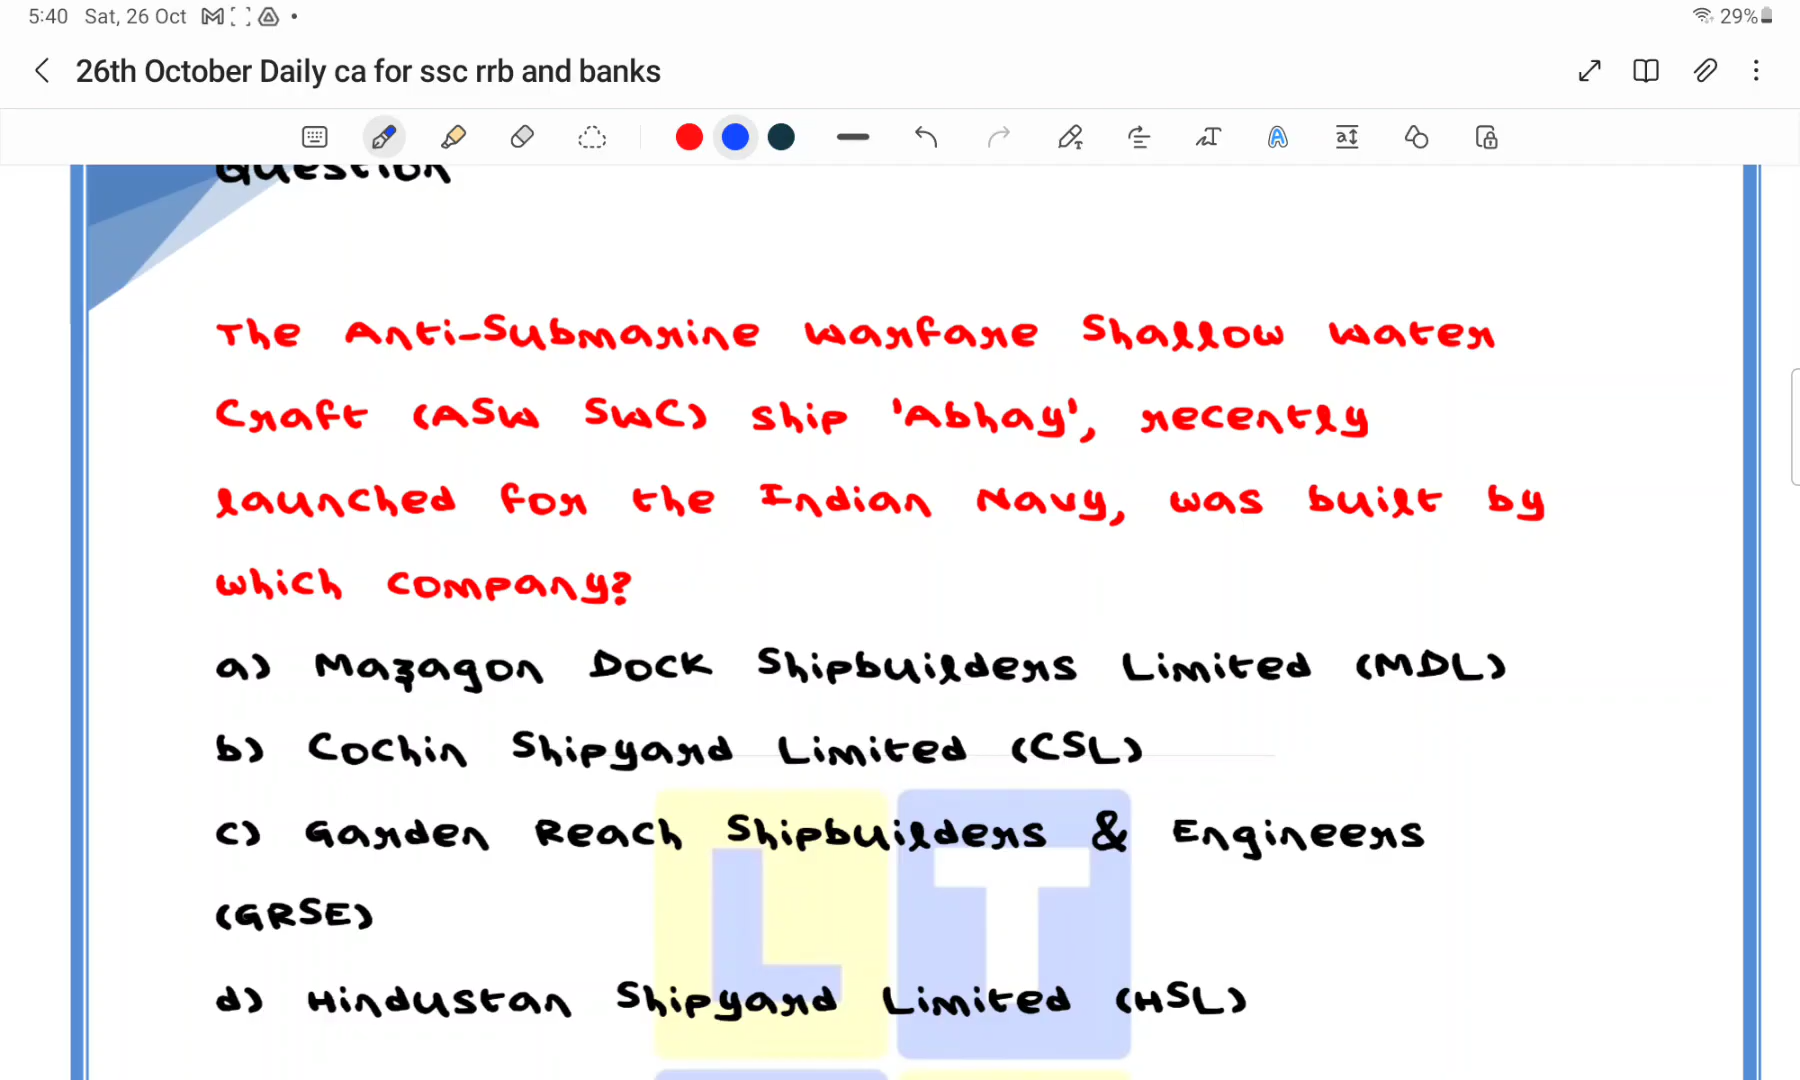 5:40 Sat, 26 Oct
29%
26th October Daily ca for ssc rrb and banks
Question
The Anti-Submarine Warfare Shallow Water
Craft (ASW SWC) ship 'Abhay', recently
launched for the Indian Navy, was built by
which company?
a) Mazagon Dock Shipbuilders Limited (MDL)
b) Cochin Shipyard Limited (CSL)
c) Garden Reach Shipbuilders & Engineers
(GRSE)
d) Hindustan Shipyard Limited (HSL)
L T